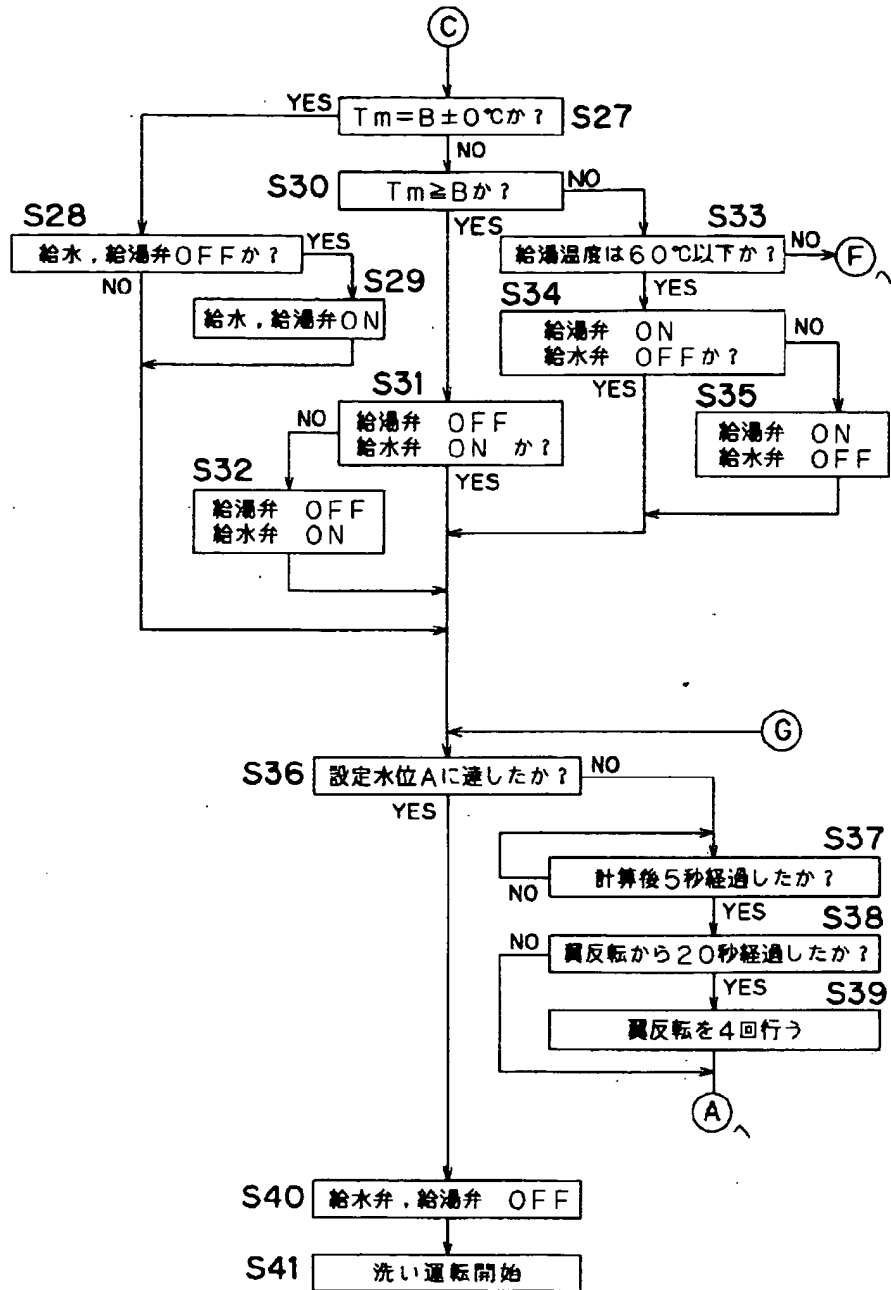 C
YES
Tm=B±0℃か?
S27
NO
S30
Tm≧Bか?
NO
S28
YES
S33
給水,給湯弁OFFか?
YES
給湯温度は60℃以下か?
NO
F
へ
NO
S29
S34
YES
給水,給湯弁ON
給湯弁 ON
給水弁 OFFか?
NO
S31
YES
S35
NO
給湯弁 OFF
給水弁 ON か?
給湯弁 ON
給水弁 OFF
S32
YES
給湯弁 OFF
給水弁 ON
G
S36
設定水位Aに達したか?
NO
YES
S37
計算後5秒経過したか?
NO
YES
S38
NO
翼反転から20秒経過したか?
YES
S39
翼反転を4回行う
A
へ
S40
給水弁,給湯弁 OFF
S41
洗い運転開始